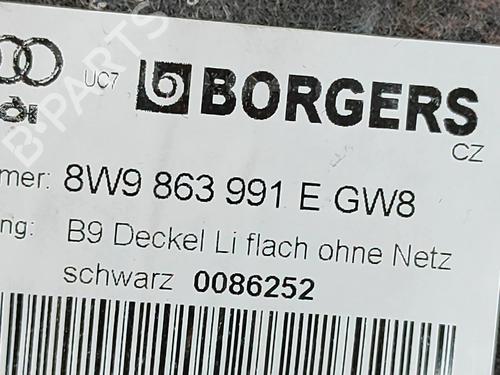 UC7 BORGERS
CZ
mer: 8W9 863 991 E GW8
ng: B9 Deckel Li flach ohne Netz
schwarz 0086252